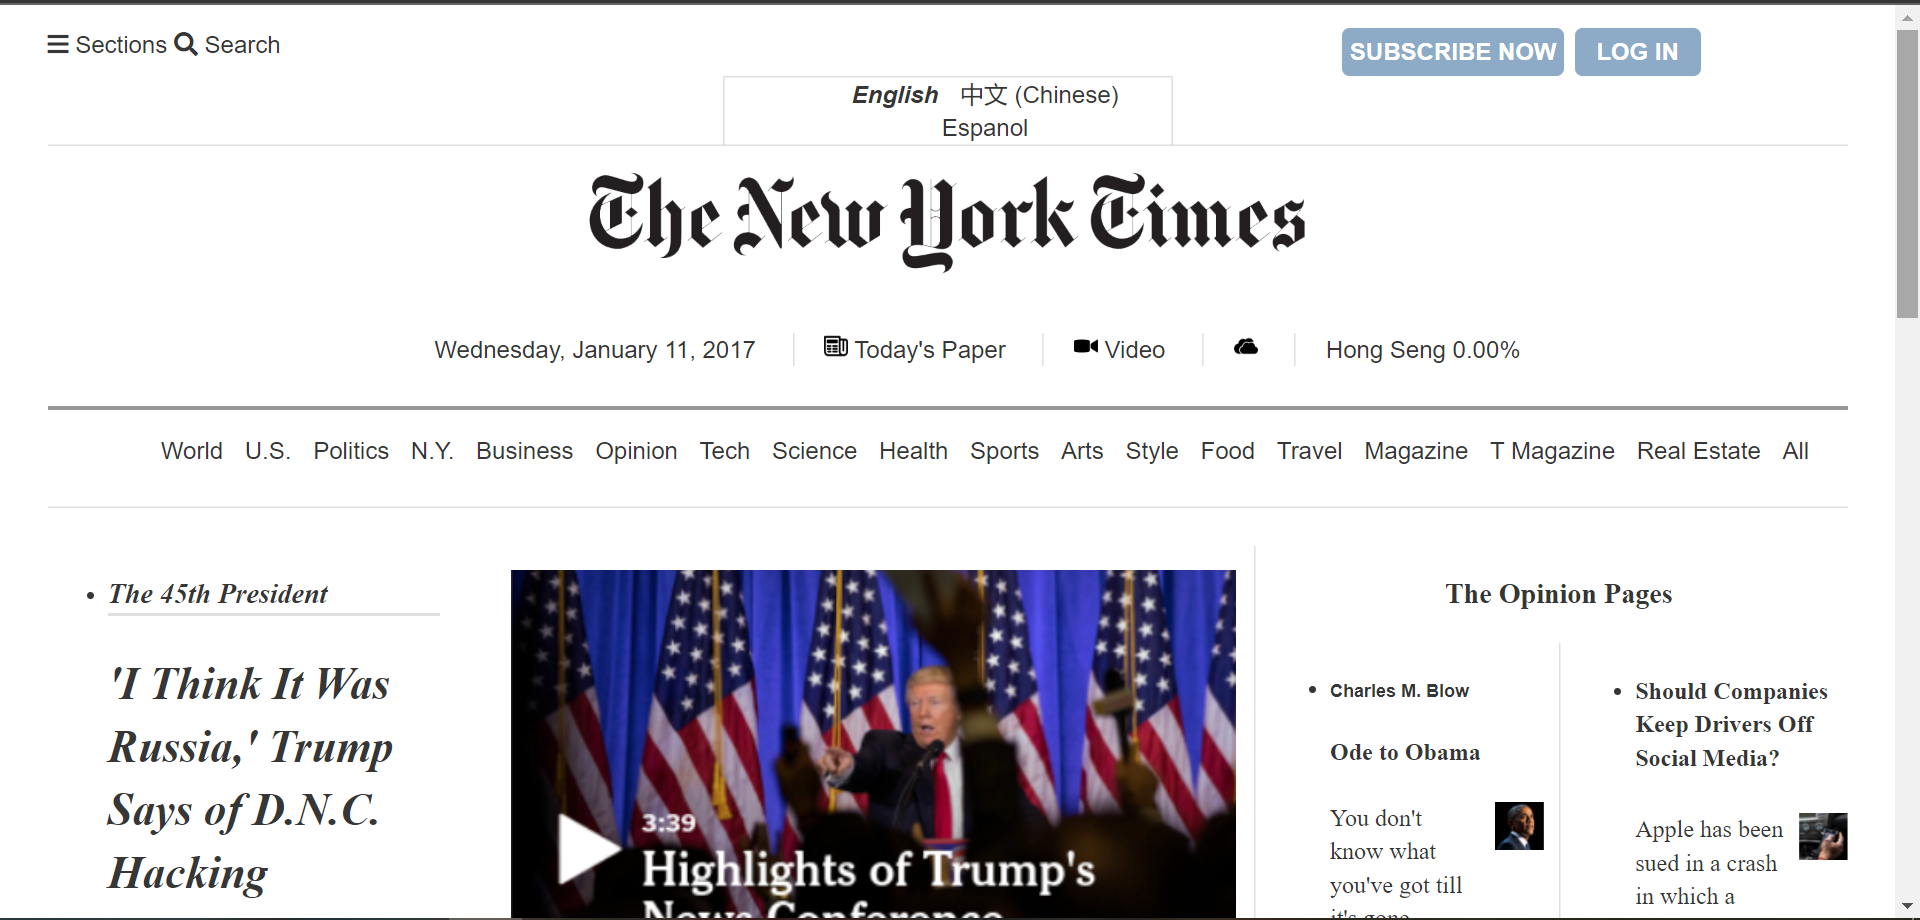 Sections Search
SUBSCRIBE NOW LOG IN
English 中文 (Chinese)
Espanol
The New York Times
Wednesday, January 11, 2017 Today's Paper Video Hong Seng 0.00%
World U.S. Politics N.Y. Business Opinion Tech Science Health Sports Arts Style Food Travel Magazine T Magazine Real Estate All
The 45th President
'I Think It Was
Russia,' Trump
Says of D.N.C.
Hacking
3:39
Highlights of Trump's
News Conference
The Opinion Pages
Charles M. Blow
Ode to Obama
You don't
know what
you've got till
it's gone
Should Companies
Keep Drivers Off
Social Media?
Apple has been
sued in a crash
in which a